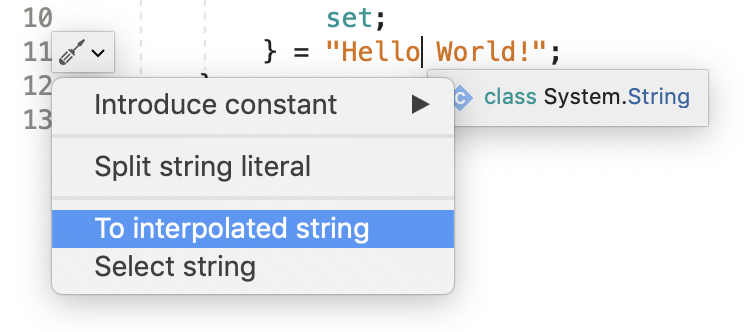 10 set;
11 } = "Hello World!";
12 }
13
C class System.String
Introduce constant
Split string literal
To interpolated string
Select string